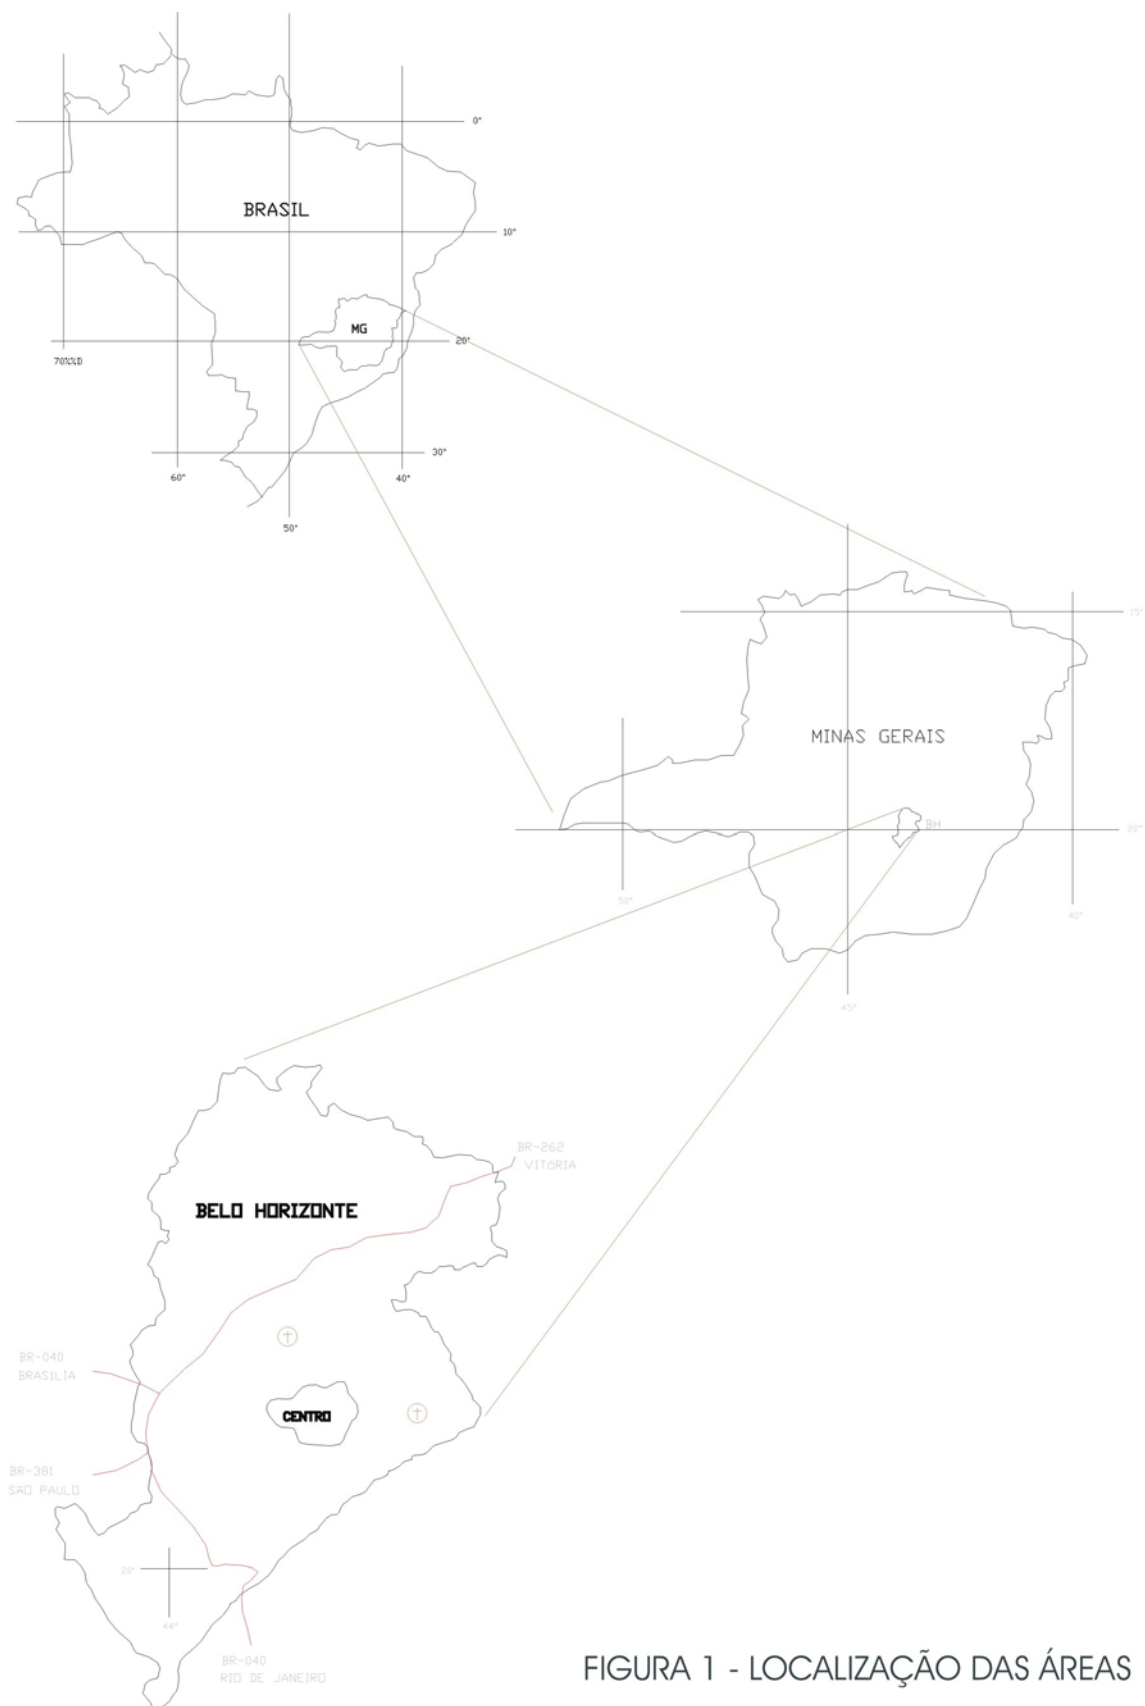 0°
BRASIL
10°
MG
20°
30°
60°
40°
50°
15°
MINAS GERAIS
BH
20°
50°
40°
45°
BR-262
VITÓRIA
BELO HORIZONTE
BR-040
BRASILIA
CENTRO
BR-381
SÃO PAULO
20°
44°
BR-040
RIO DE JANEIRO
FIGURA 1 - LOCALIZAÇÃO DAS ÁREAS